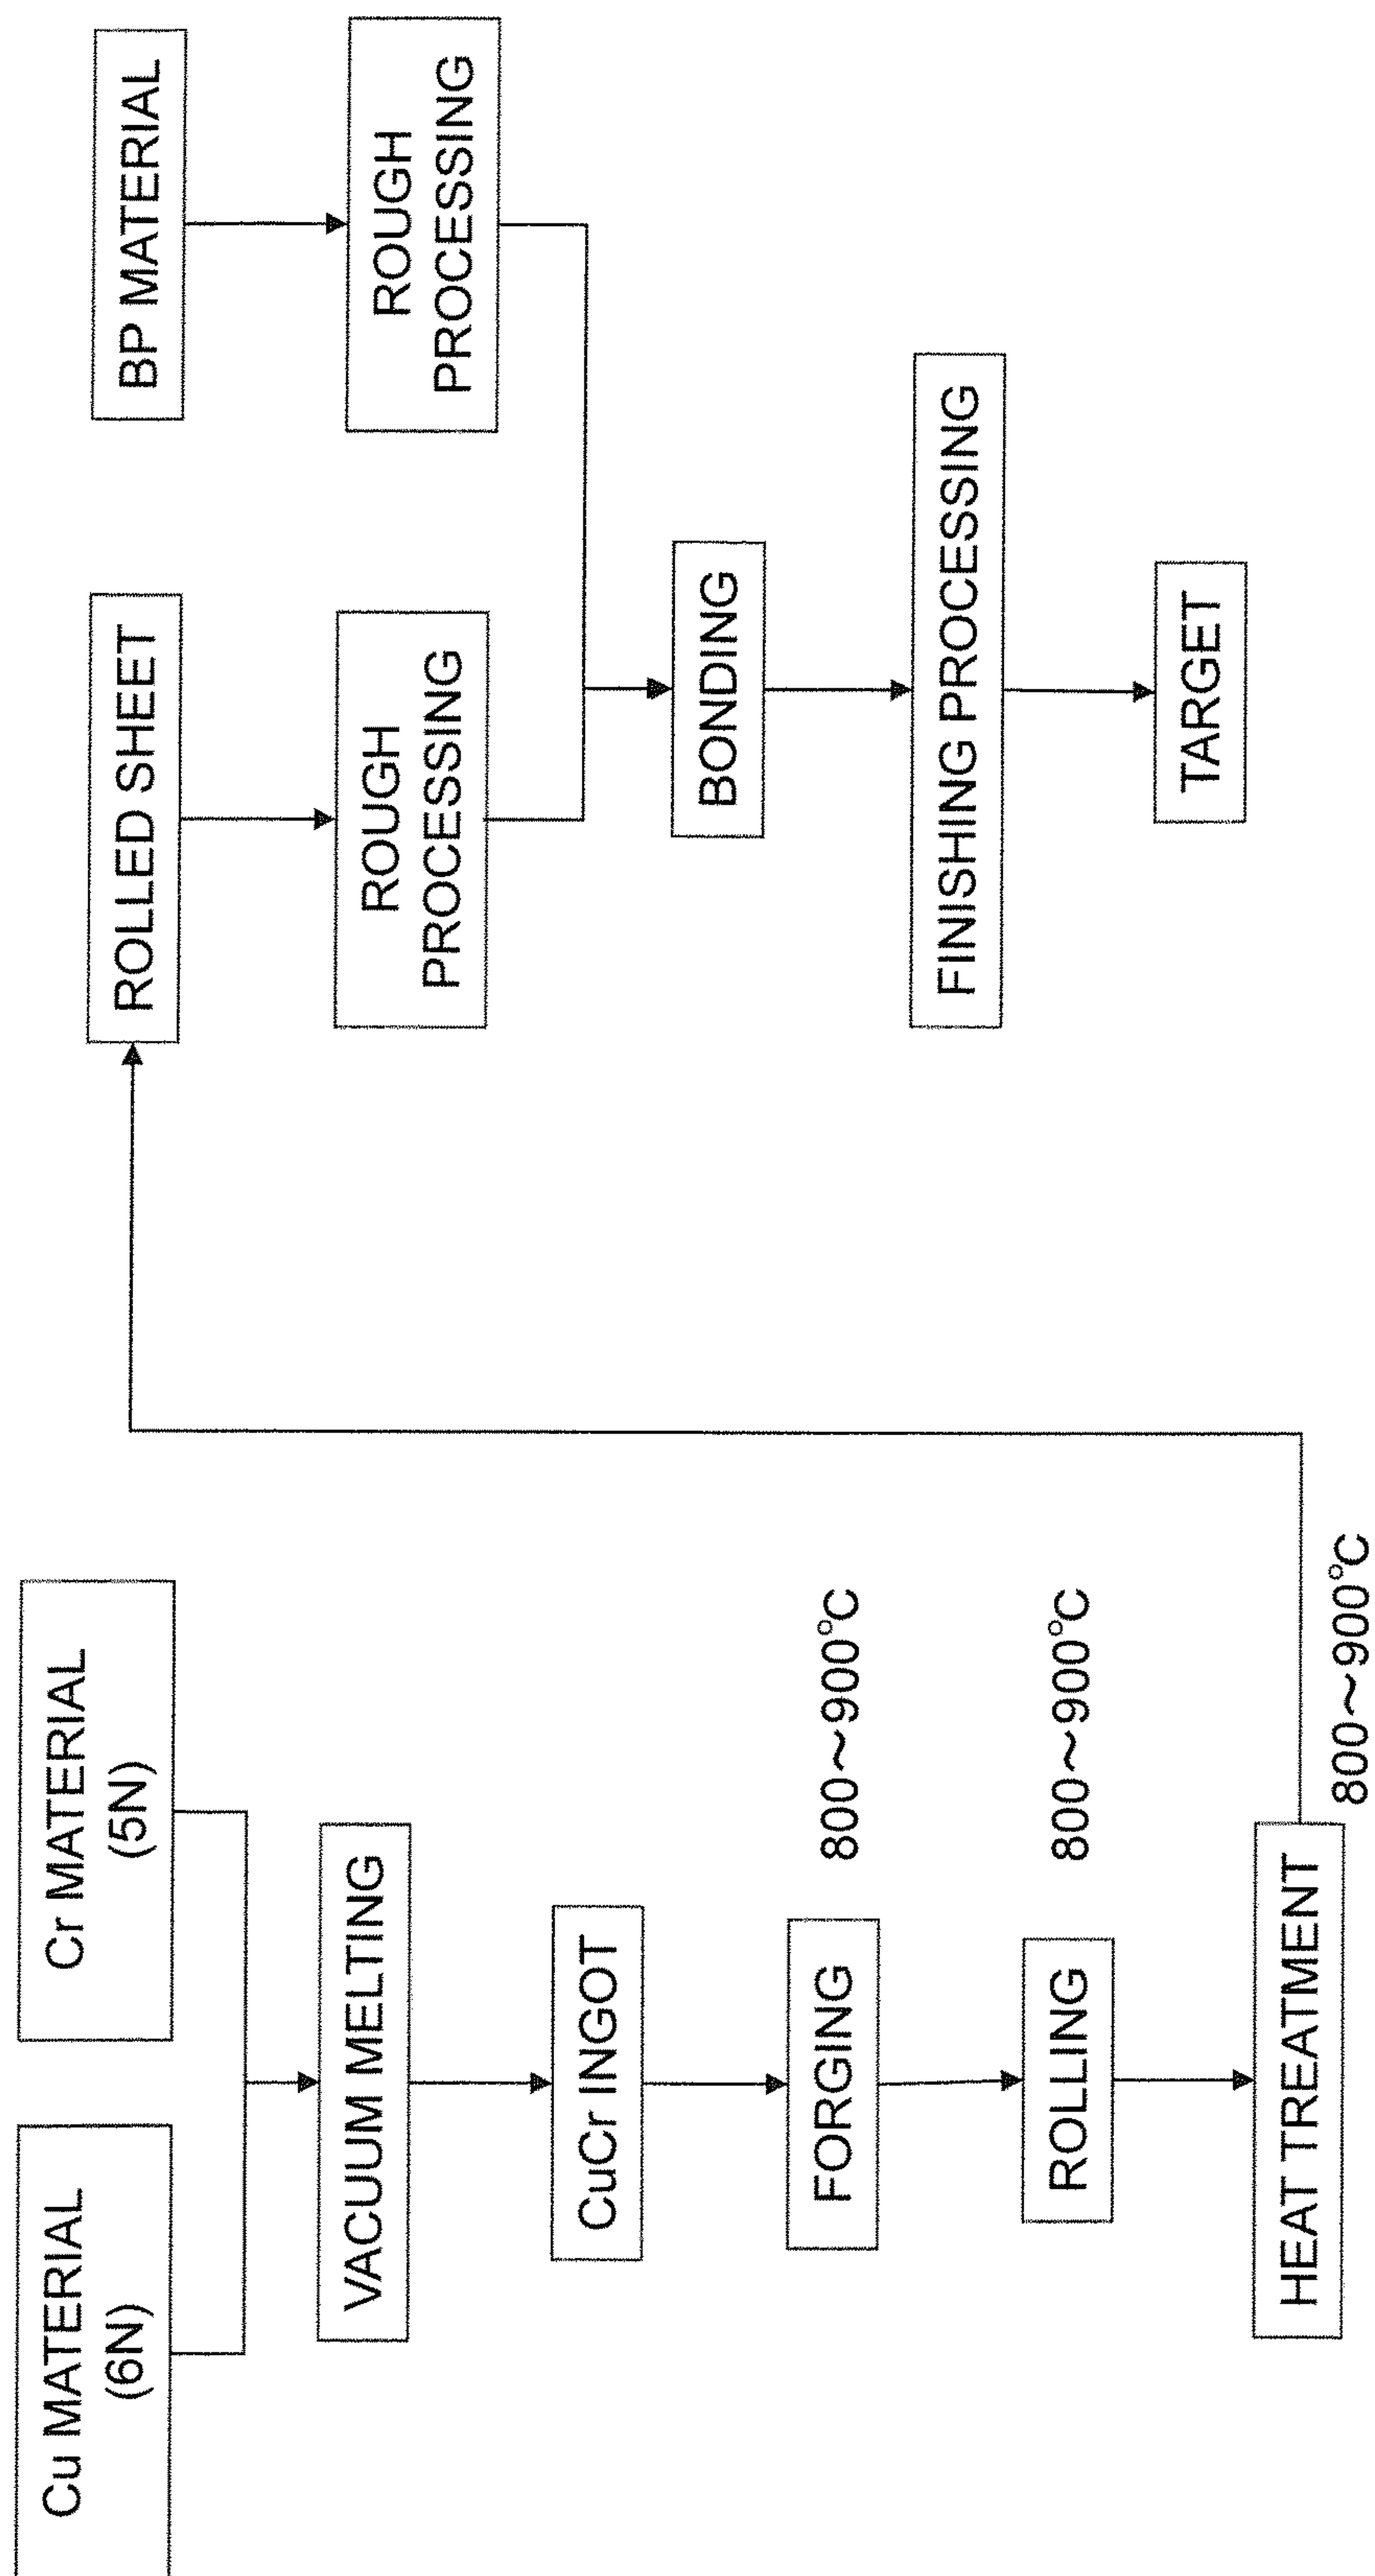 Cu MATERIAL
(6N)
Cr MATERIAL
(5N)
VACUUM MELTING
CuCr INGOT
FORGING
800～900℃
ROLLING
800～900℃
HEAT TREATMENT
800～900℃
ROLLED SHEET
BP MATERIAL
ROUGH
PROCESSING
ROUGH
PROCESSING
BONDING
FINISHING PROCESSING
TARGET